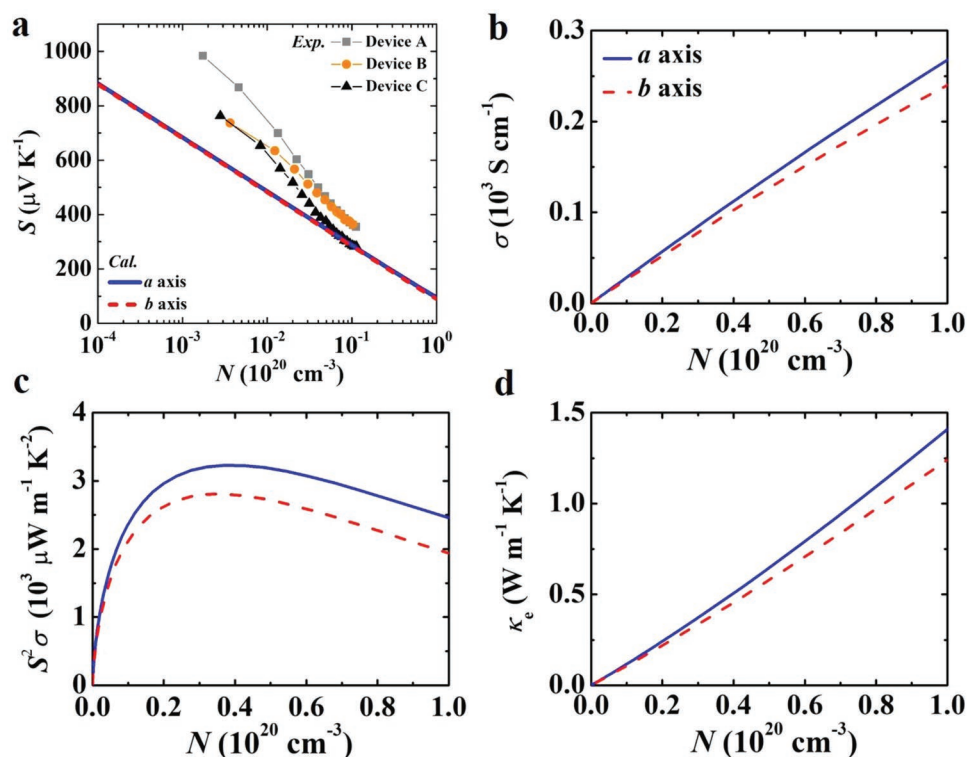 a
S (μV K⁻¹)
1000
800
600
400
200
0
Exp.
Device A
Device B
Device C
Cal.
a axis
b axis
10⁻⁴ 10⁻³ 10⁻² 10⁻¹ 10⁰
N (10²⁰ cm⁻³)
b
σ (10³ S cm⁻¹)
0.3
0.2
0.1
0.0
a axis
b axis
0.0 0.2 0.4 0.6 0.8 1.0
N (10²⁰ cm⁻³)
c
S² σ (10³ μW m⁻¹ K⁻²)
4
3
2
1
0
0.0 0.2 0.4 0.6 0.8 1.0
N (10²⁰ cm⁻³)
d
κₑ (W m⁻¹ K⁻¹)
1.5
1.0
0.5
0.0
0.0 0.2 0.4 0.6 0.8 1.0
N (10²⁰ cm⁻³)